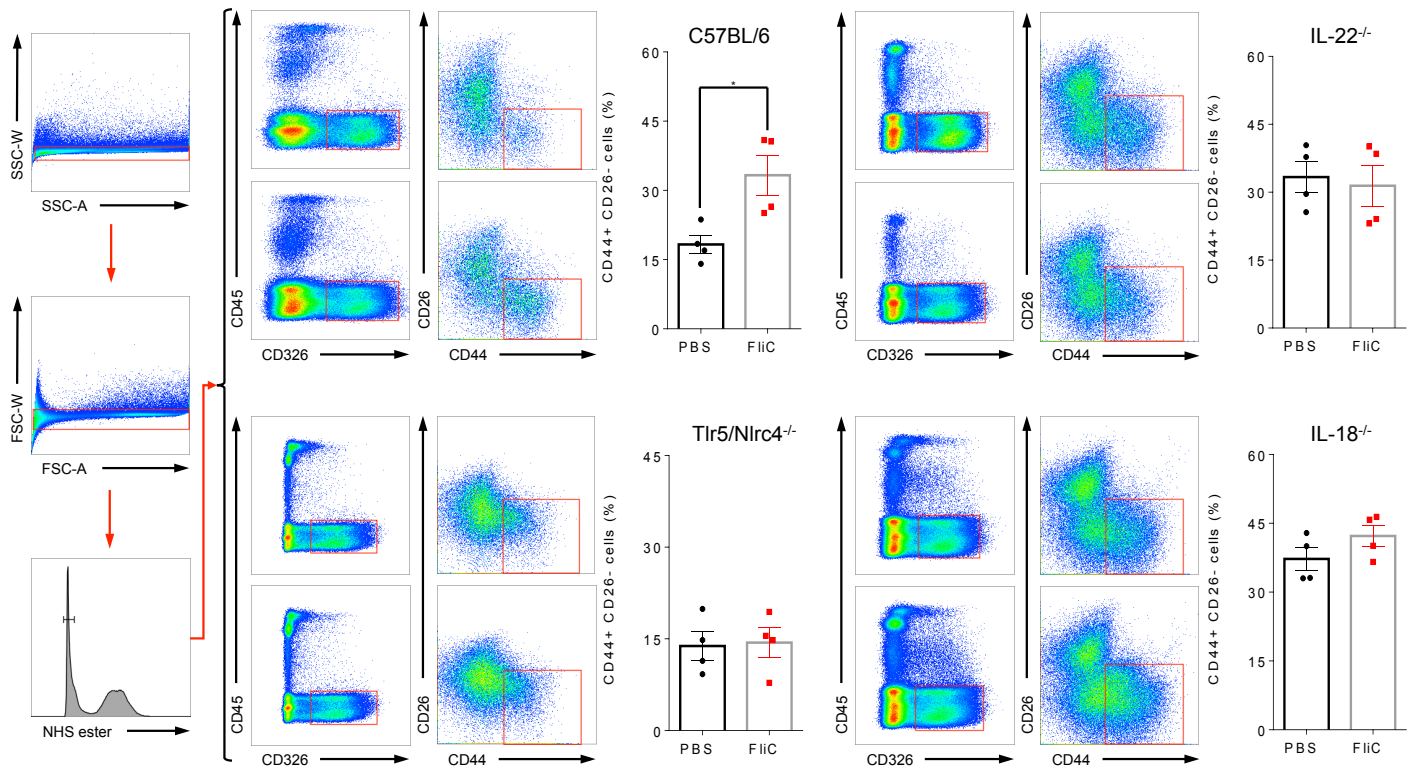 SSC-W
SSC-A
FSC-W
FSC-A
NHS ester
CD45
CD326
CD26
CD44
C57BL/6
CD44+ CD26- cells (%)
60
45
30
15
0
*
PBS
FliC
CD45
CD326
CD26
CD44
IL-22-/-
CD44+ CD26- cells (%)
60
45
30
15
0
PBS
FliC
CD45
CD326
CD26
CD44
Tlr5/Nlrc4-/-
CD44+ CD26- cells (%)
45
30
15
0
PBS
FliC
CD45
CD326
CD26
CD44
IL-18-/-
CD44+ CD26- cells (%)
60
45
30
15
0
PBS
FliC